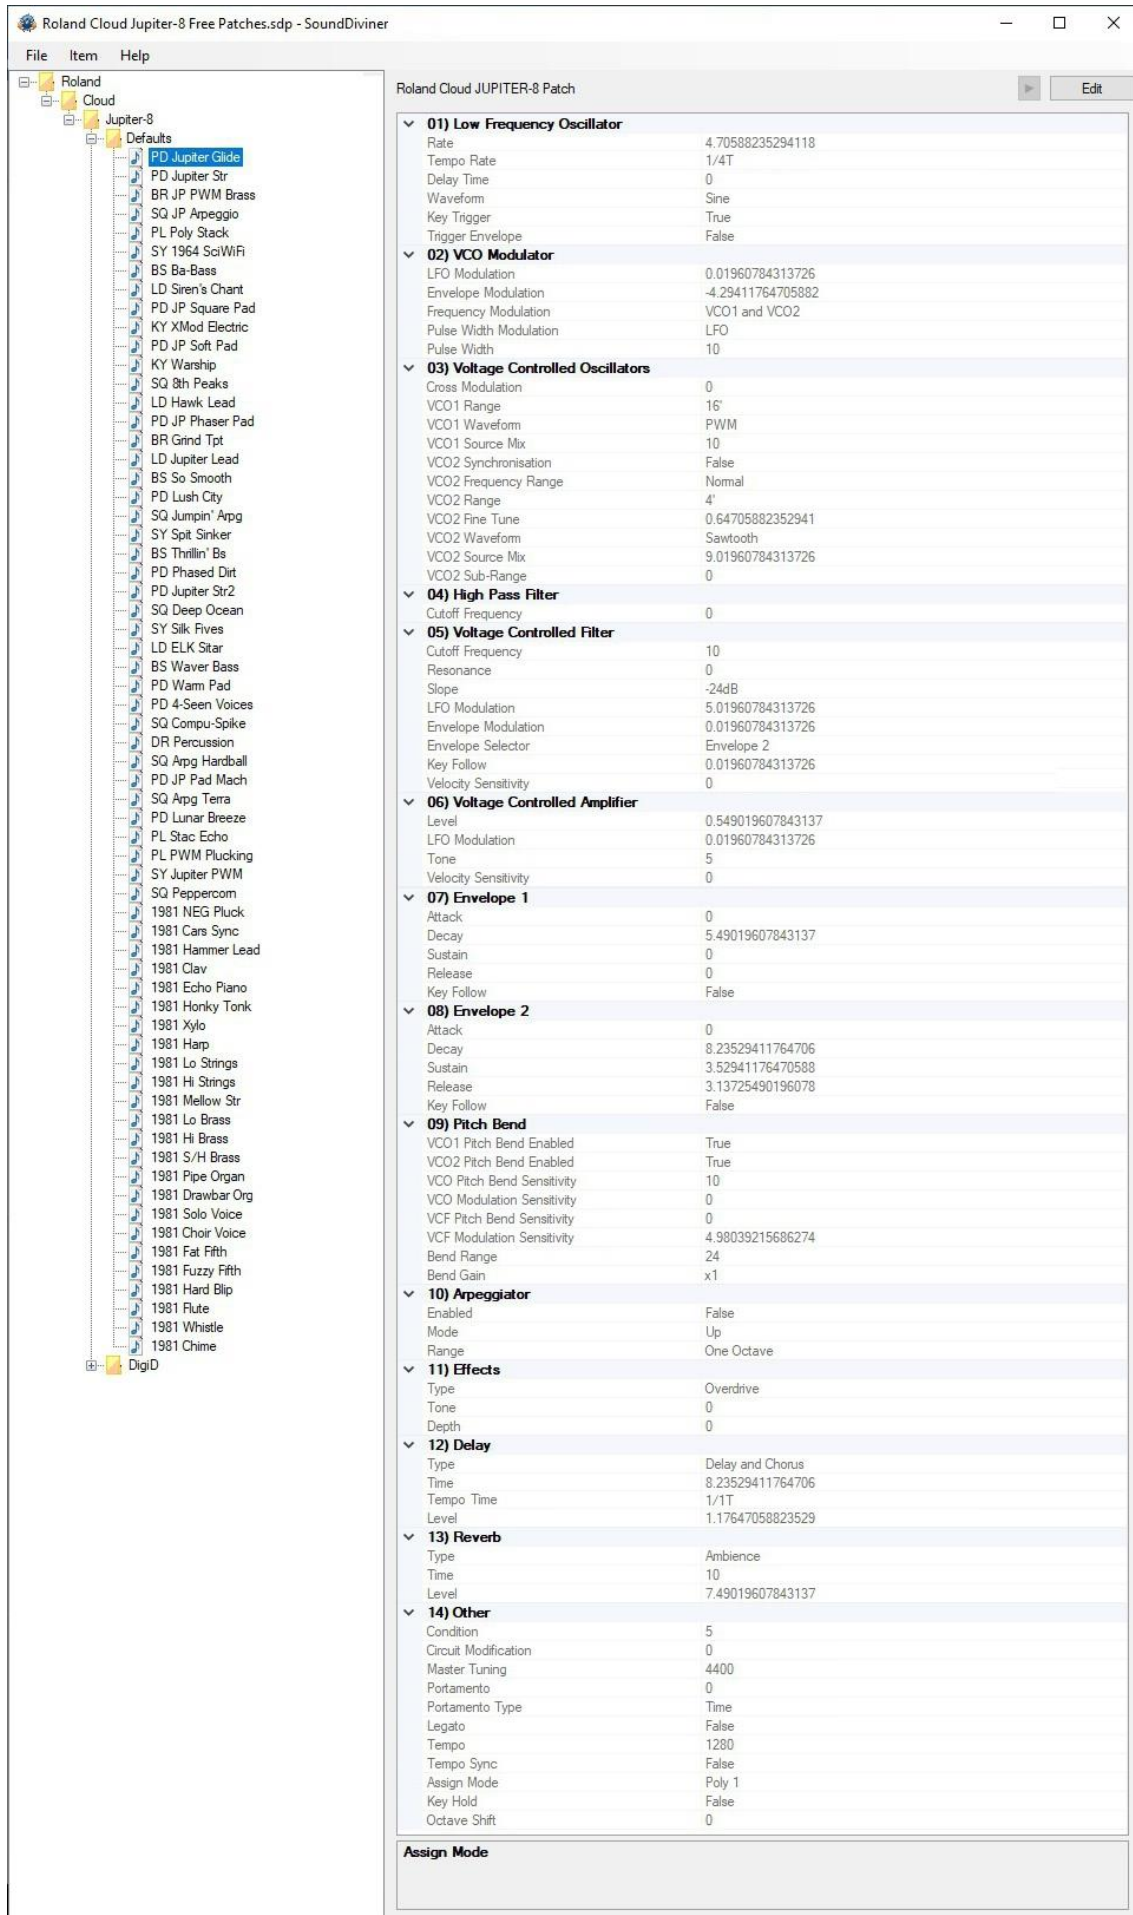 Roland Cloud Jupiter-8 Free Patches.sdp - SoundDiviner
File Item Help
Roland
Cloud
Jupiter-8
Defaults
PD Jupiter Glide
PD Jupiter Str
BR JP PWM Brass
SQ JP Arpeggio
PL Poly Stack
SY 1964 SciWiFi
BS Ba-Bass
LD Siren's Chant
PD JP Square Pad
KY XMod Electric
PD JP Soft Pad
KY Warship
SQ 8th Peaks
LD Hawk Lead
PD JP Phaser Pad
BR Grind Tpt
LD Jupiter Lead
BS So Smooth
PD Lush City
SQ Jumpin' Arpg
SY Spit Sinker
BS Thrillin' Bs
PD Phased Dirt
PD Jupiter Str2
SQ Deep Ocean
SY Silk Fives
LD ELK Sitar
BS Waver Bass
PD Warm Pad
PD 4-Seen Voices
SQ Compu-Spike
DR Percussion
SQ Arpg Hardball
PD JP Pad Mach
SQ Arpg Terra
PD Lunar Breeze
PL Stac Echo
PL PWM Plucking
SY Jupiter PWM
SQ Peppercorn
1981 NEG Pluck
1981 Cars Sync
1981 Hammer Lead
1981 Clav
1981 Echo Piano
1981 Honky Tonk
1981 Xylo
1981 Harp
1981 Lo Strings
1981 Hi Strings
1981 Mellow Str
1981 Lo Brass
1981 Hi Brass
1981 S/H Brass
1981 Pipe Organ
1981 Drawbar Org
1981 Solo Voice
1981 Choir Voice
1981 Fat Fifth
1981 Fuzzy Fifth
1981 Hard Blip
1981 Flute
1981 Whistle
1981 Chime
DigiD
Roland Cloud JUPITER-8 Patch Edit
01) Low Frequency Oscillator
Rate 4.70588235294118
Tempo Rate 1/4T
Delay Time 0
Waveform Sine
Key Trigger True
Trigger Envelope False
02) VCO Modulator
LFO Modulation 0.01960784313726
Envelope Modulation -4.29411764705882
Frequency Modulation VCO1 and VCO2
Pulse Width Modulation LFO
Pulse Width 10
03) Voltage Controlled Oscillators
Cross Modulation 0
VCO1 Range 16'
VCO1 Waveform PWM
VCO1 Source Mix 10
VCO2 Synchronisation False
VCO2 Frequency Range Normal
VCO2 Range 4'
VCO2 Fine Tune 0.64705882352941
VCO2 Waveform Sawtooth
VCO2 Source Mix 9.01960784313726
VCO2 Sub-Range 0
04) High Pass Filter
Cutoff Frequency 0
05) Voltage Controlled Filter
Cutoff Frequency 10
Resonance 0
Slope -24dB
LFO Modulation 5.01960784313726
Envelope Modulation 0.01960784313726
Envelope Selector Envelope 2
Key Follow 0.01960784313726
Velocity Sensitivity 0
06) Voltage Controlled Amplifier
Level 0.549019607843137
LFO Modulation 0.01960784313726
Tone 5
Velocity Sensitivity 0
07) Envelope 1
Attack 0
Decay 5.49019607843137
Sustain 0
Release 0
Key Follow False
08) Envelope 2
Attack 0
Decay 8.23529411764706
Sustain 3.52941176470588
Release 3.13725490196078
Key Follow False
09) Pitch Bend
VCO1 Pitch Bend Enabled True
VCO2 Pitch Bend Enabled True
VCO Pitch Bend Sensitivity 10
VCO Modulation Sensitivity 0
VCF Pitch Bend Sensitivity 0
VCF Modulation Sensitivity 4.98039215686274
Bend Range 24
Bend Gain x1
10) Arpeggiator
Enabled False
Mode Up
Range One Octave
11) Effects
Type Overdrive
Tone 0
Depth 0
12) Delay
Type Delay and Chorus
Time 8.23529411764706
Tempo Time 1/1T
Level 1.17647058823529
13) Reverb
Type Ambience
Time 10
Level 7.49019607843137
14) Other
Condition 5
Circuit Modification 0
Master Tuning 4400
Portamento 0
Portamento Type Time
Legato False
Tempo 1280
Tempo Sync False
Assign Mode Poly 1
Key Hold False
Octave Shift 0
Assign Mode